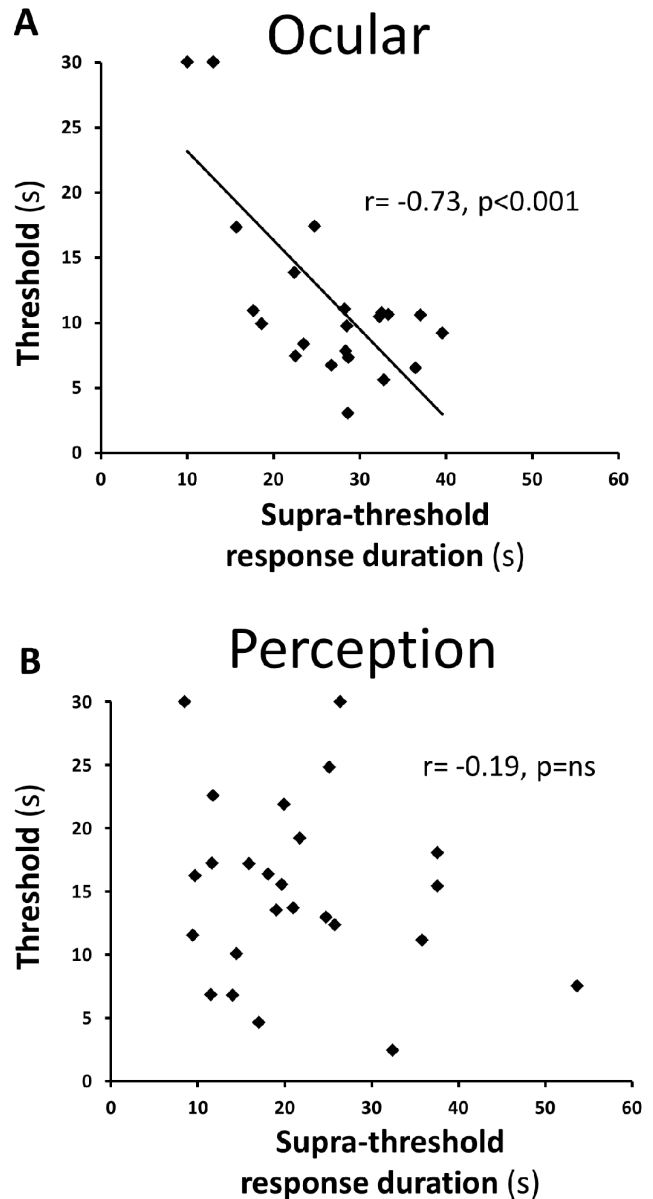 A
Ocular
30
25
20
15
10
5
0
Threshold (s)
r= -0.73, p<0.001
0 10 20 30 40 50 60
Supra-threshold
response duration (s)
B
Perception
30
25
20
15
10
5
0
Threshold (s)
r= -0.19, p=ns
0 10 20 30 40 50 60
Supra-threshold
response duration (s)